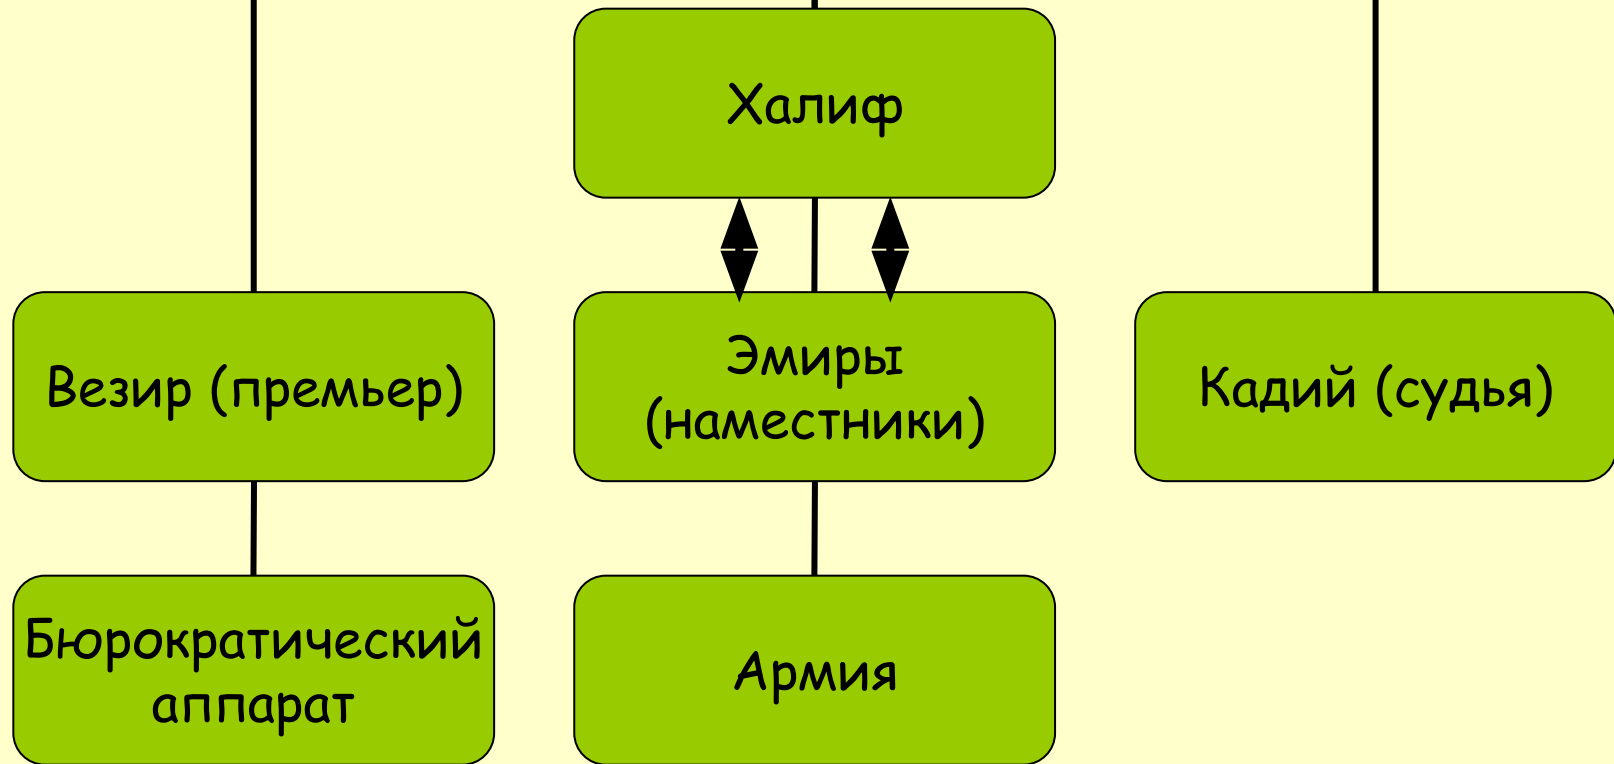 Халиф
Везир (премьер)
Эмиры
(наместники)
Кадий (судья)
Бюрократический
аппарат
Армия